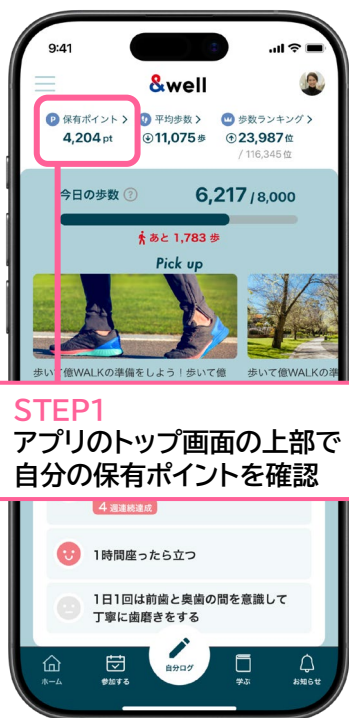 9:41
&well
保有ポイント 平均歩数 歩数ランキング
4,204 pt 11,075 歩 23,987 位
/ 116,345 位
今日の歩数 ? 6,217 / 8,000
あと 1,783 歩
Pick up
歩いて億WALKの準備をしよう！歩いて億 歩いて億WALKの準
STEP1
アプリのトップ画面の上部で
自分の保有ポイントを確認
4 週連続達成
1時間座ったら立つ
1日1回は前歯と奥歯の間を意識して
丁寧に歯磨きをする
ホーム 参加する 自分ログ 学ぶ お知らせ